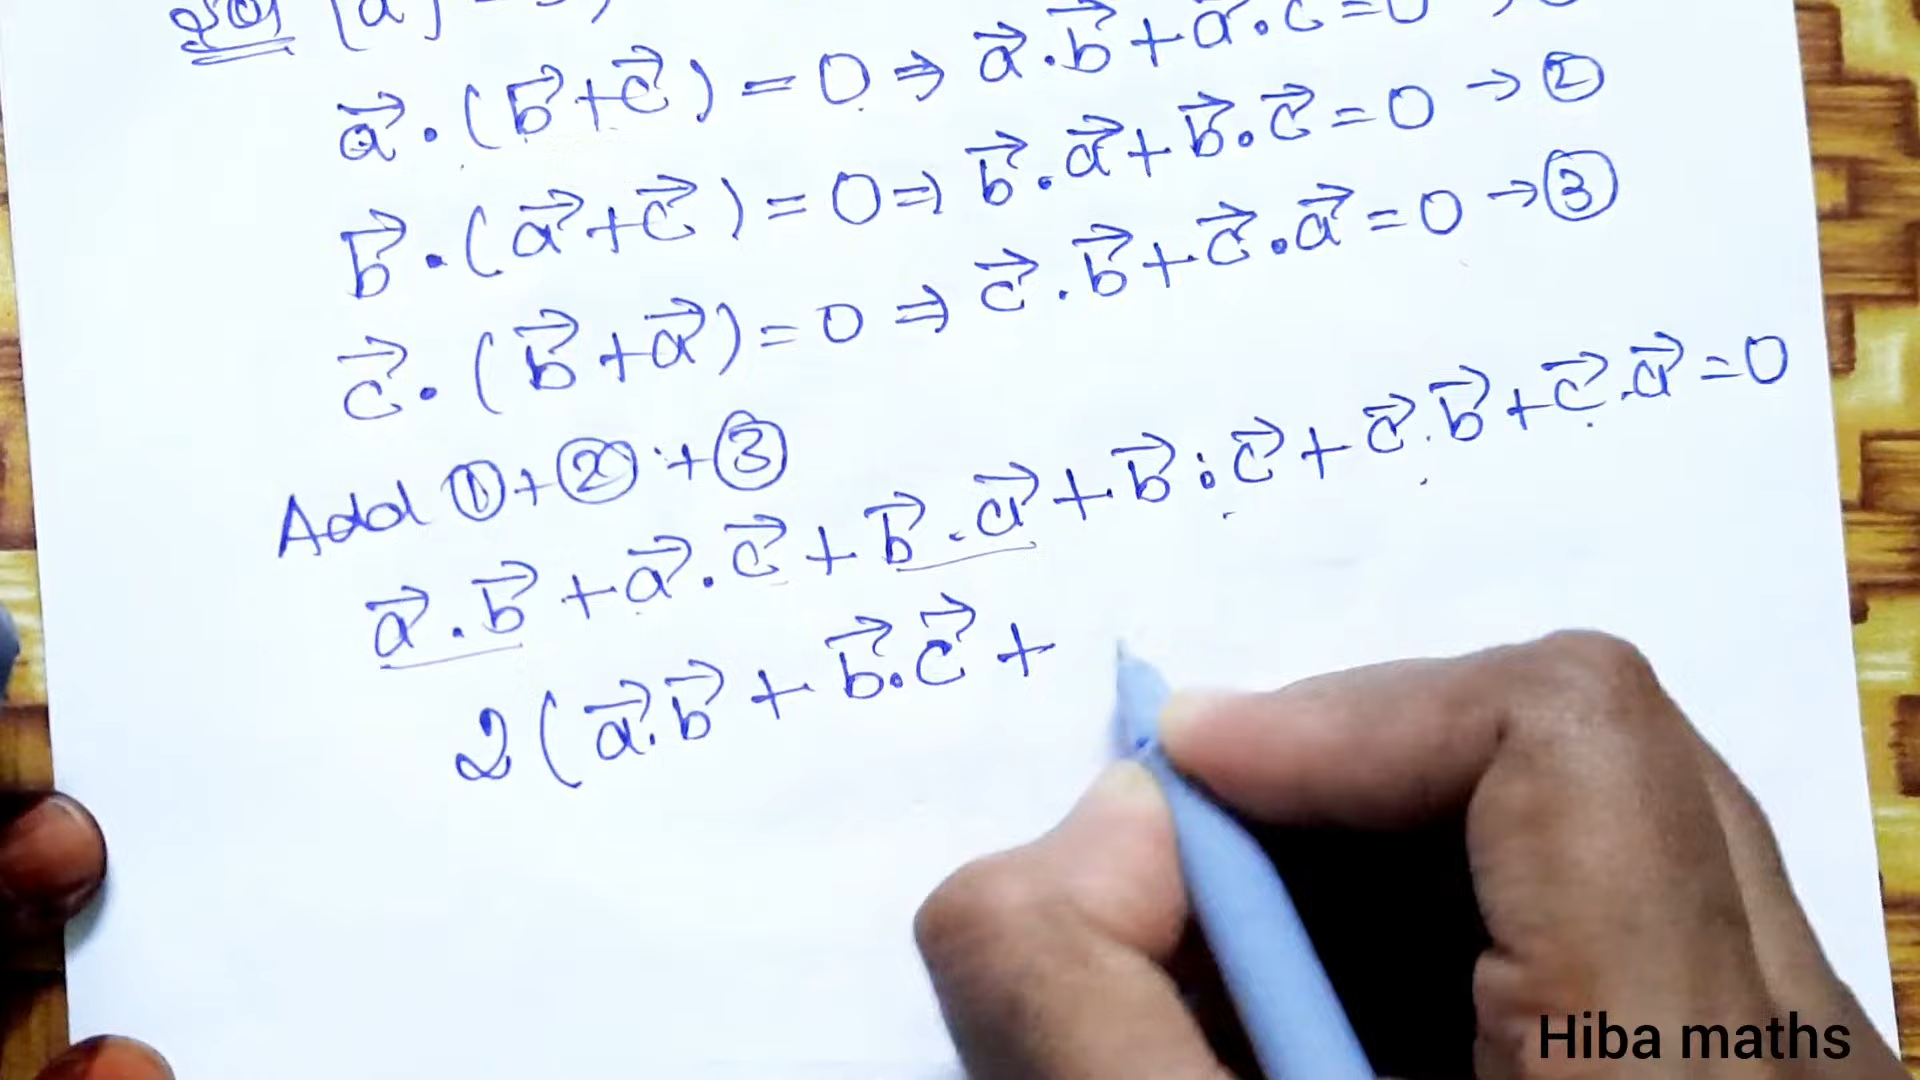 |a⃗|
a⃗ . (b⃗ + c⃗) = 0 ⇒ a⃗ . b⃗ + a⃗ . c⃗ = 0 →
b⃗ . (a⃗ + c⃗) = 0 ⇒ b⃗ . a⃗ + b⃗ . c⃗ = 0 → ②
c⃗ . (b⃗ + a⃗) = 0 ⇒ c⃗ . b⃗ + c⃗ . a⃗ = 0 → ③
Add ① + ② + ③
a⃗ . b⃗ + a⃗ . c⃗ + b⃗ . a⃗ + b⃗ . c⃗ + c⃗ . b⃗ + c⃗ . a⃗ = 0
2 ( a⃗ . b⃗ + b⃗ . c⃗ +
Hiba maths